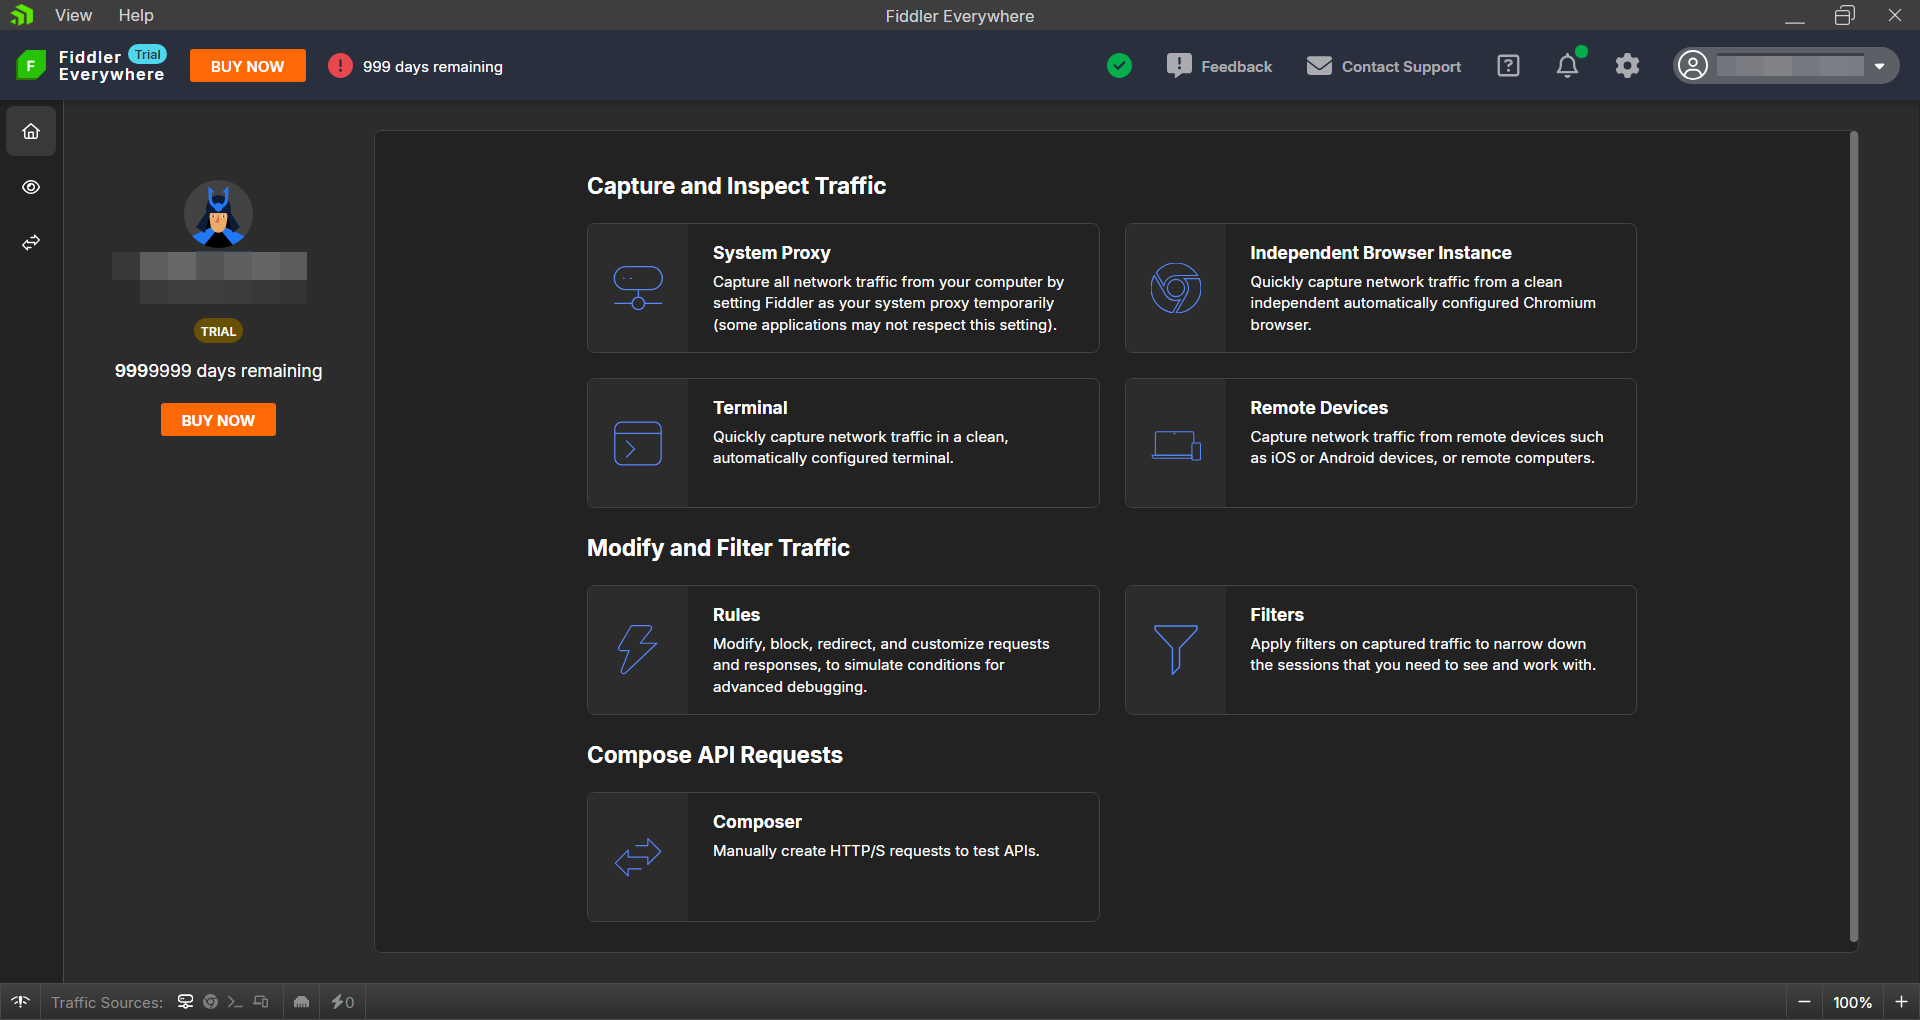 View Help
Fiddler Everywhere
Fiddler Trial
Everywhere
BUY NOW
! 999 days remaining
Feedback
Contact Support
TRIAL
9999999 days remaining
BUY NOW
Capture and Inspect Traffic
System Proxy
Capture all network traffic from your computer by
setting Fiddler as your system proxy temporarily
(some applications may not respect this setting).
Independent Browser Instance
Quickly capture network traffic from a clean
independent automatically configured Chromium
browser.
Terminal
Quickly capture network traffic in a clean,
automatically configured terminal.
Remote Devices
Capture network traffic from remote devices such
as iOS or Android devices, or remote computers.
Modify and Filter Traffic
Rules
Modify, block, redirect, and customize requests
and responses, to simulate conditions for
advanced debugging.
Filters
Apply filters on captured traffic to narrow down
the sessions that you need to see and work with.
Compose API Requests
Composer
Manually create HTTP/S requests to test APIs.
Traffic Sources:
0
100%